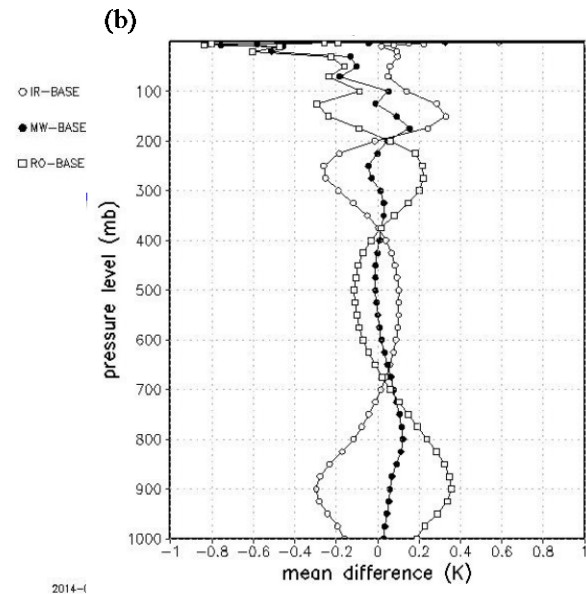 (b)
IR-BASE
MW-BASE
RO-BASE
pressure level (mb)
100
200
300
400
500
600
700
800
900
1000
-1 -0.8 -0.6 -0.4 -0.2 0 0.2 0.4 0.6 0.8 1
mean difference (K)
2014-(